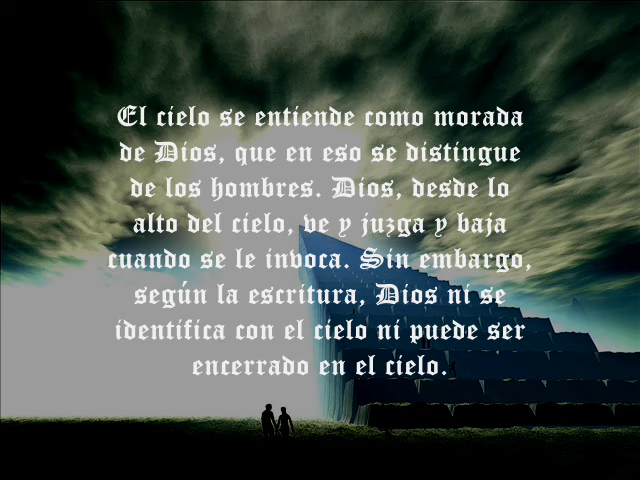 El cielo se entiende como morada
de Dios, que en eso se distingue
de los hombres. Dios, desde lo
alto del cielo, ve y juzga y baja
cuando se le invoca. Sin embargo,
según la escritura, Dios ni se
identifica con el cielo ni puede ser
encerrado en el cielo.